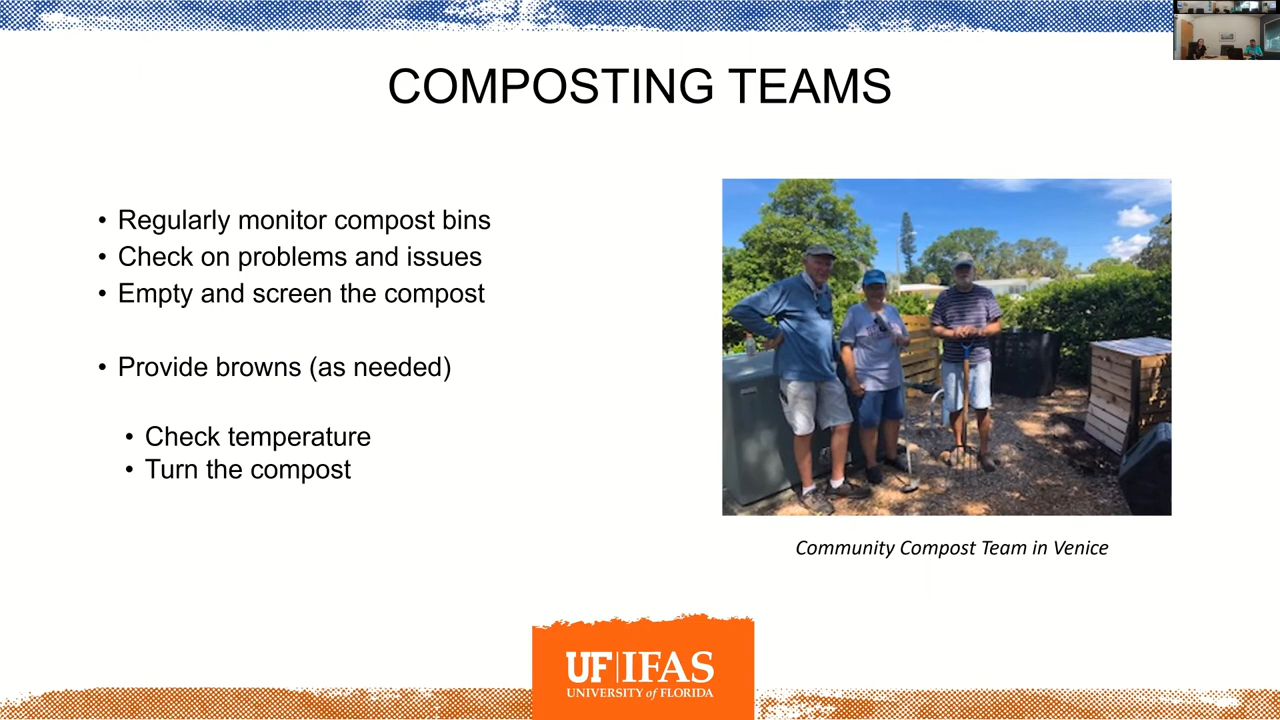 COMPOSTING TEAMS
• Regularly monitor compost bins
• Check on problems and issues
• Empty and screen the compost
• Provide browns (as needed)
• Check temperature
• Turn the compost
Community Compost Team in Venice
UF|IFAS
UNIVERSITY of FLORIDA